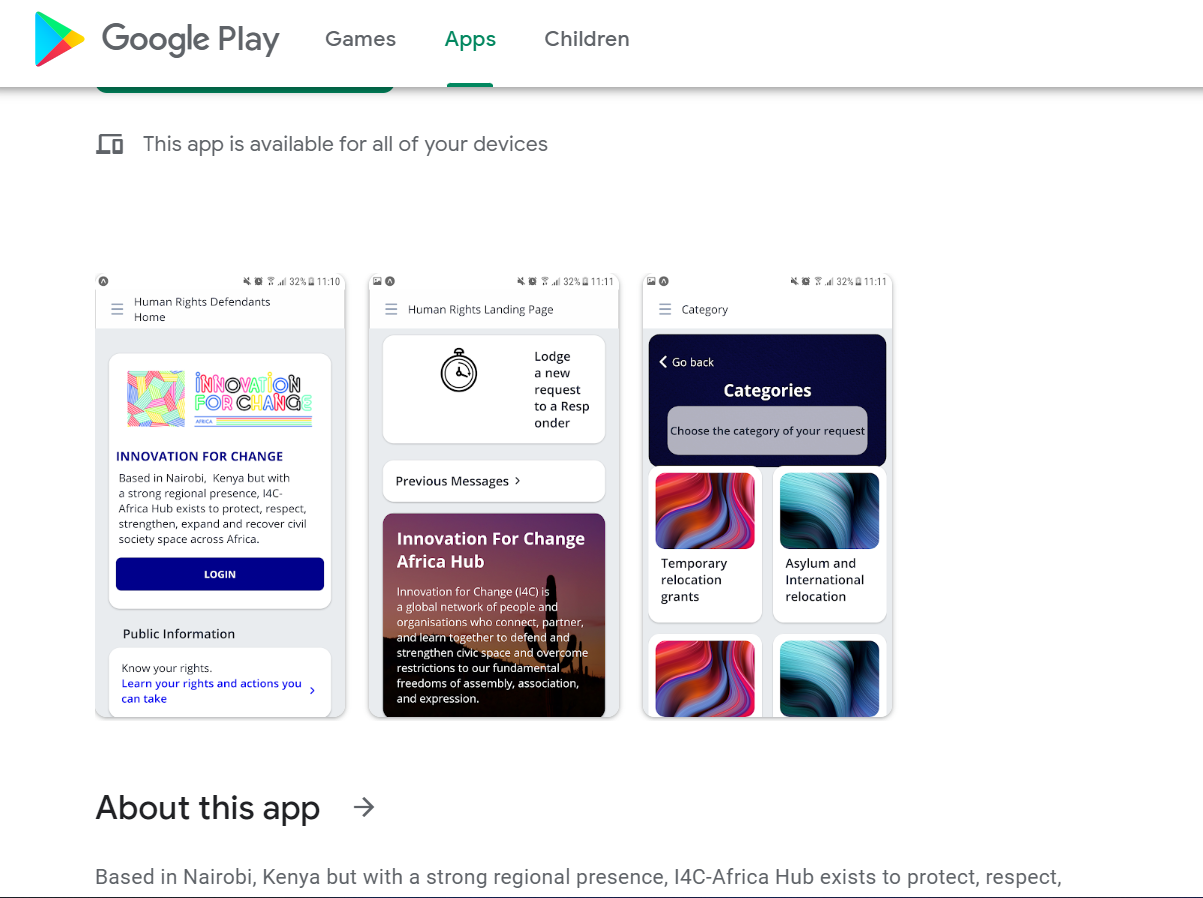 Google Play
Games
Apps
Children
This app is available for all of your devices
32% 11:10
Human Rights Defendants
Home
INNOVATION
FOR CHANGE
AFRICA
INNOVATION FOR CHANGE
Based in Nairobi, Kenya but with
a strong regional presence, I4C-
Africa Hub exists to protect, respect,
strengthen, expand and recover civil
society space across Africa.
LOGIN
Public Information
Know your rights.
Learn your rights and actions you
can take
32% 11:11
Human Rights Landing Page
Lodge
a new
request
to a Resp
onder
Previous Messages
Innovation For Change
Africa Hub
Innovation for Change (I4C) is
a global network of people and
organisations who connect, partner,
and learn together to defend and
strengthen civic space and overcome
restrictions to our fundamental
freedoms of assembly, association,
and expression.
32% 11:11
Category
Go back
Categories
Choose the category of your request
Temporary
relocation
grants
Asylum and
International
relocation
About this app
Based in Nairobi, Kenya but with a strong regional presence, I4C-Africa Hub exists to protect, respect,